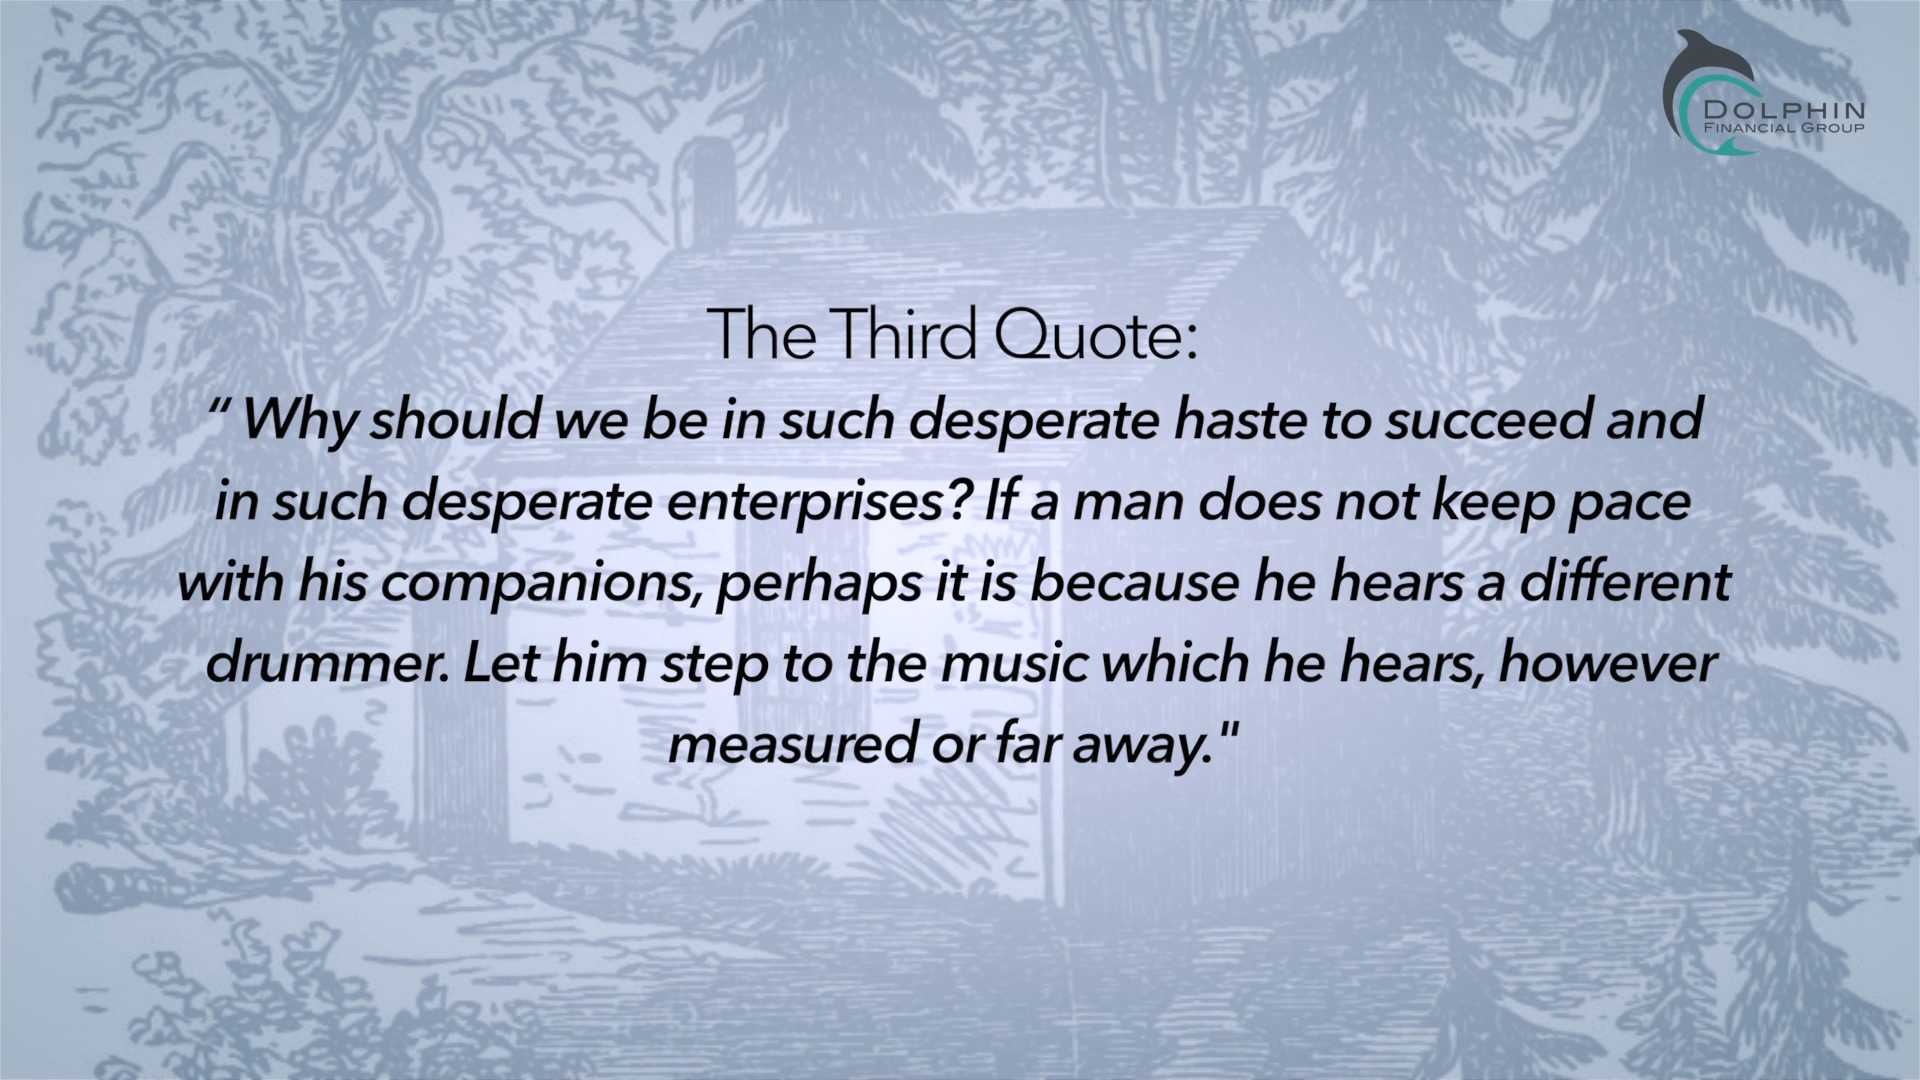 DOLPHIN
FINANCIAL GROUP
The Third Quote:
“ Why should we be in such desperate haste to succeed and
in such desperate enterprises? If a man does not keep pace
with his companions, perhaps it is because he hears a different
drummer. Let him step to the music which he hears, however
measured or far away."